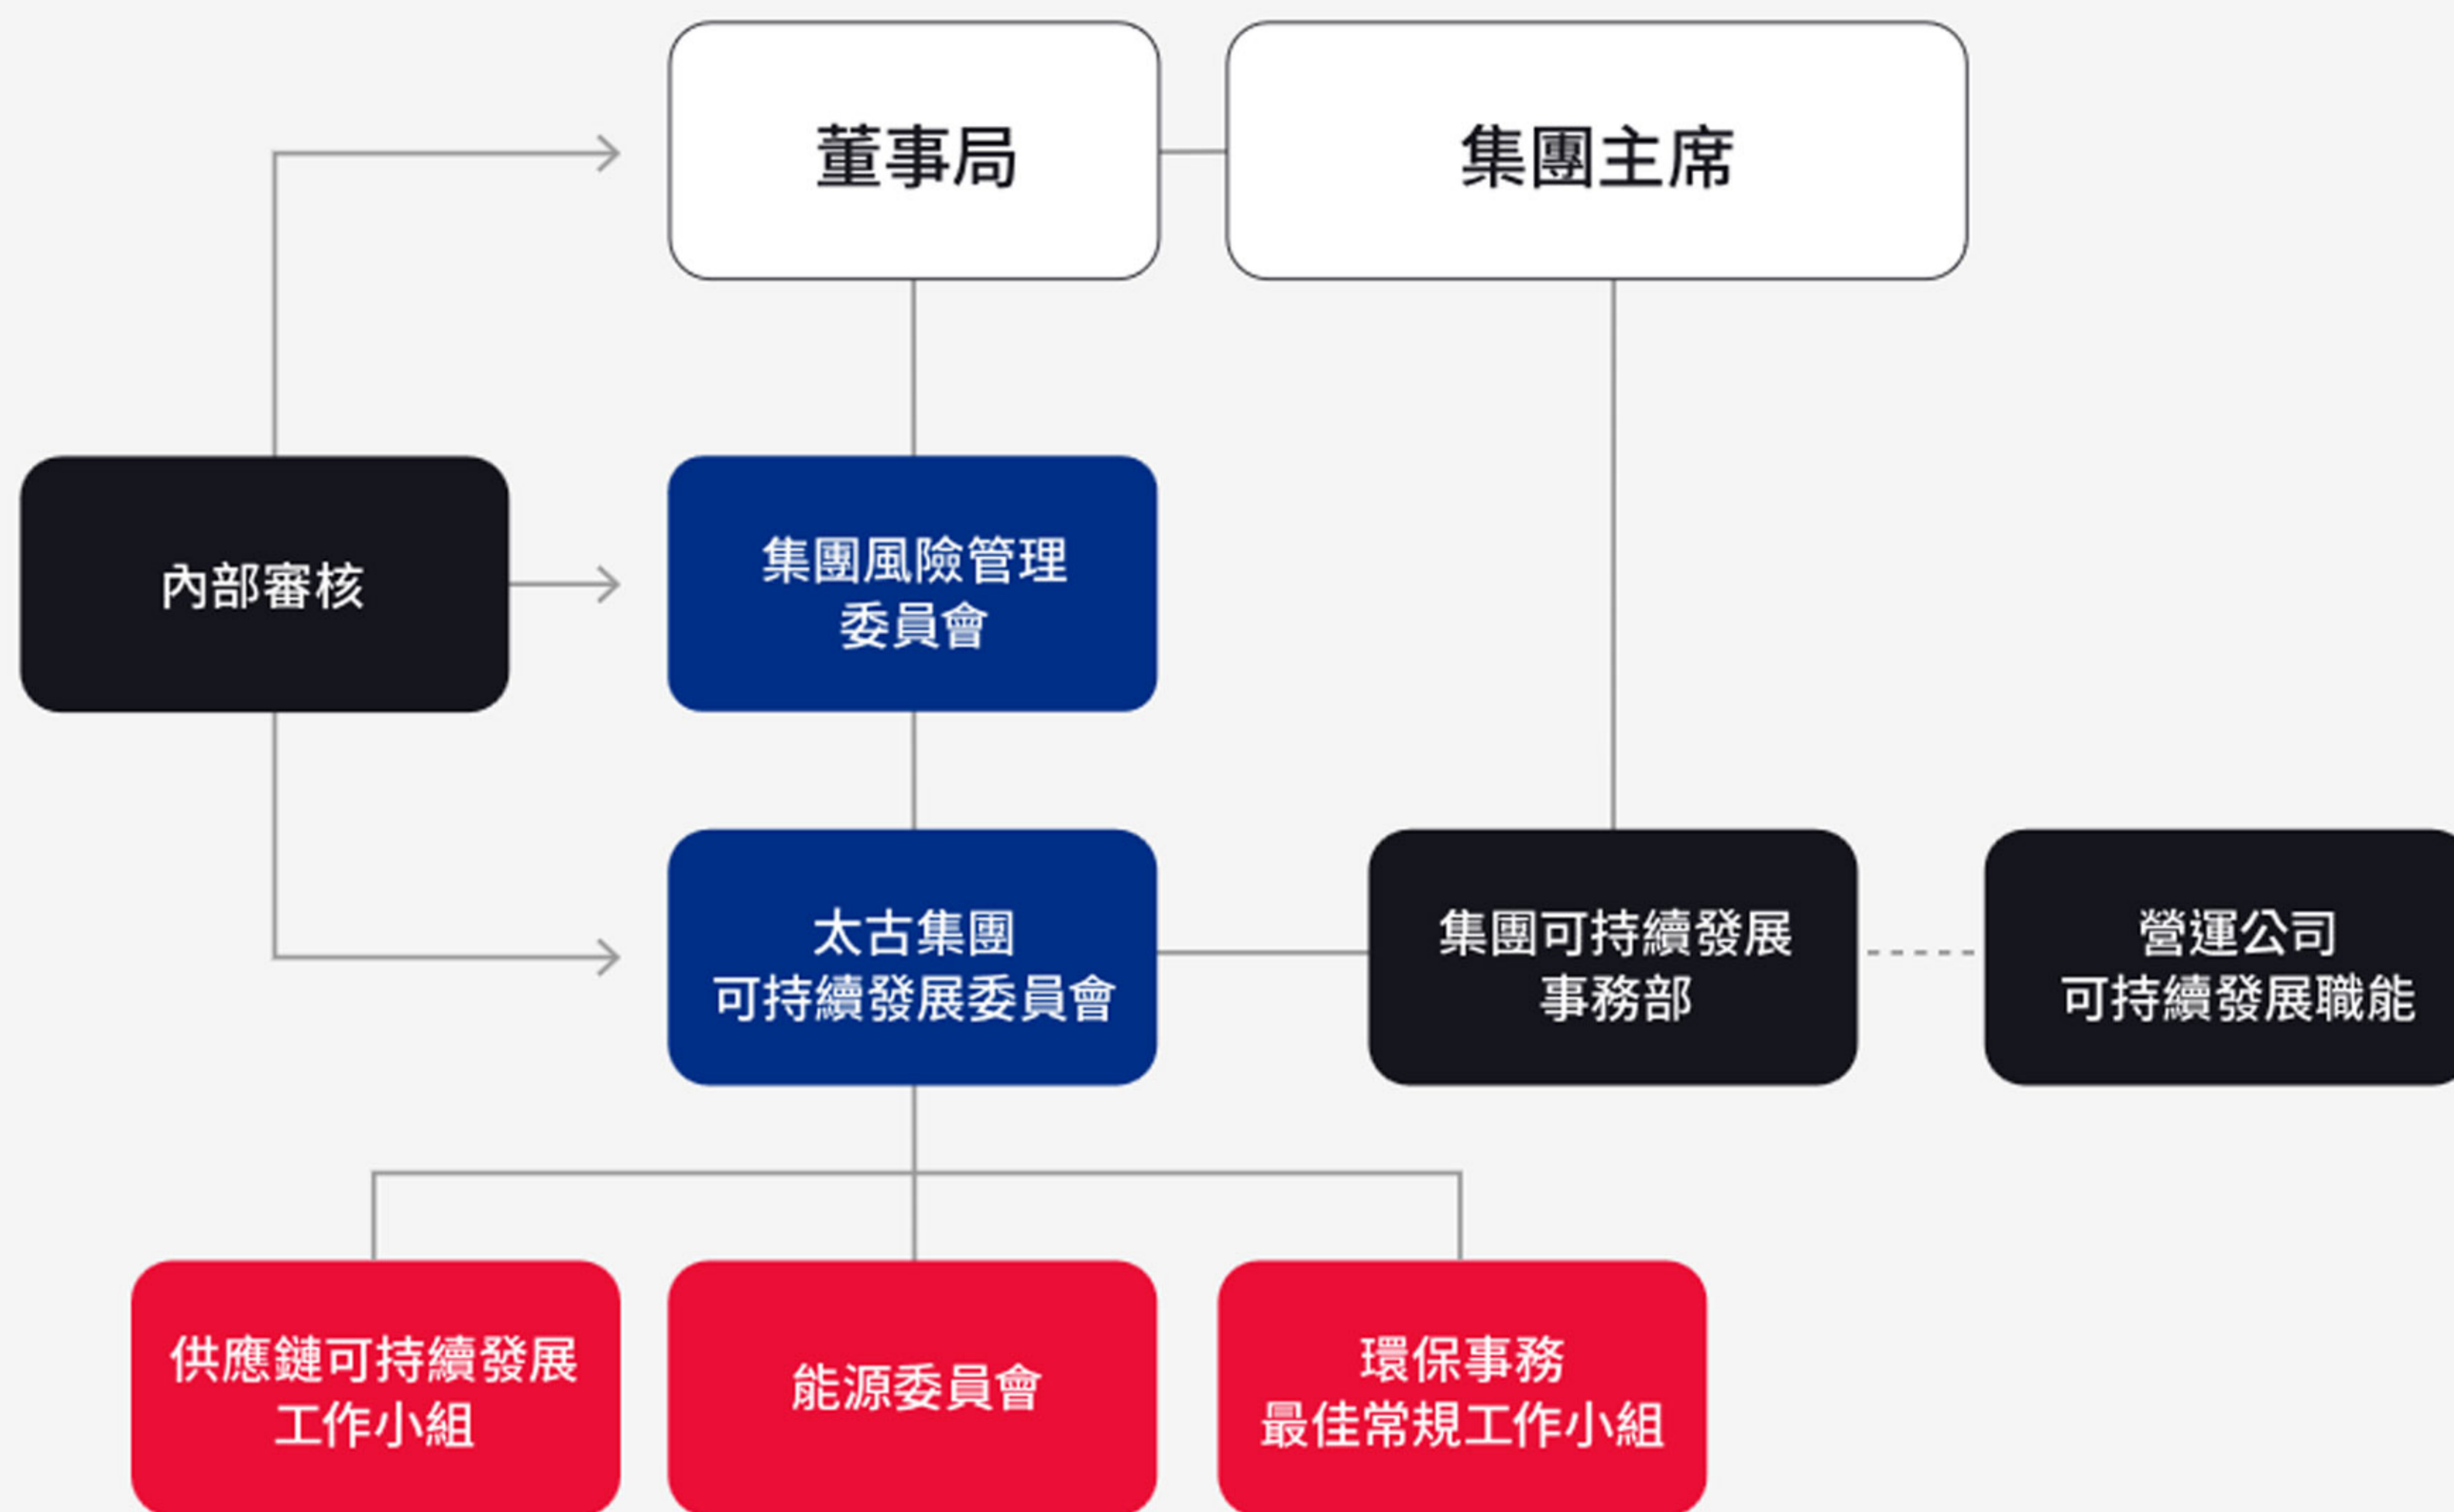 董事局
集團主席
內部審核
集團風險管理
委員會
太古集團
可持續發展委員會
集團可持續發展
事務部
營運公司
可持續發展職能
供應鏈可持續發展
工作小組
能源委員會
環保事務
最佳常規工作小組